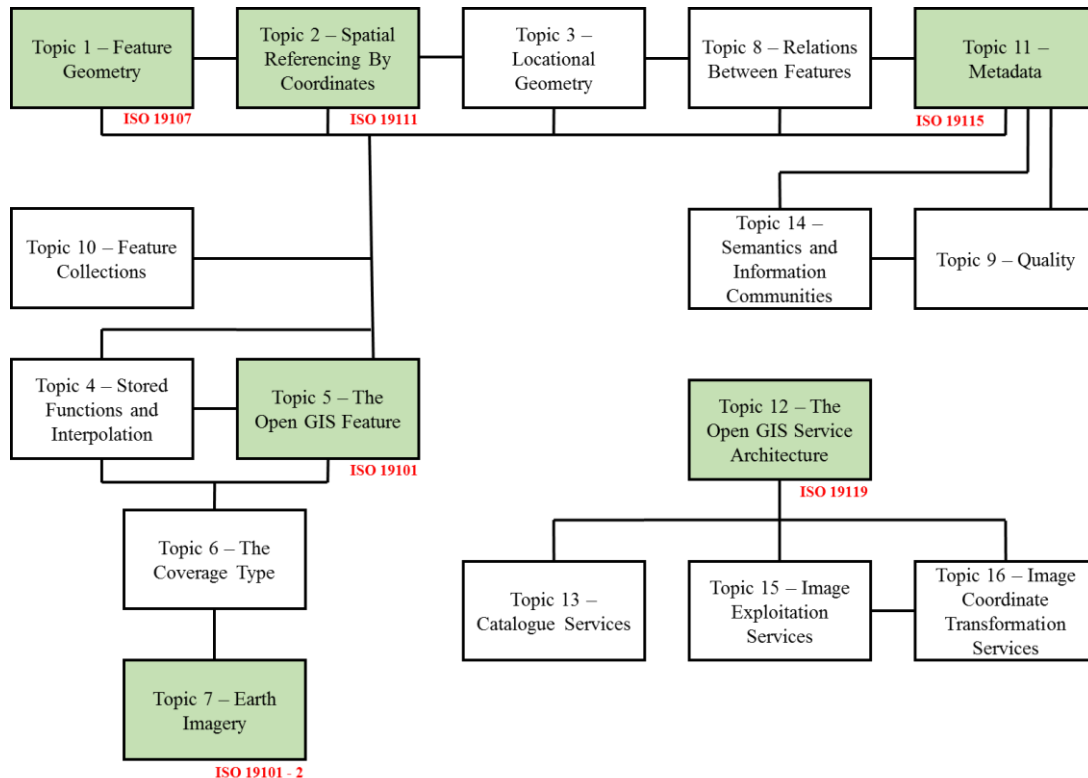 Topic 1 – Feature
Geometry
ISO 19107
Topic 2 – Spatial
Referencing By
Coordinates
ISO 19111
Topic 3 –
Locational
Geometry
Topic 8 – Relations
Between Features
Topic 11 –
Metadata
ISO 19115
Topic 10 – Feature
Collections
Topic 14 –
Semantics and
Information
Communities
Topic 9 – Quality
Topic 4 – Stored
Functions and
Interpolation
Topic 5 – The
Open GIS Feature
ISO 19101
Topic 12 – The
Open GIS Service
Architecture
ISO 19119
Topic 6 – The
Coverage Type
Topic 13 –
Catalogue Services
Topic 15 – Image
Exploitation
Services
Topic 16 – Image
Coordinate
Transformation
Services
Topic 7 – Earth
Imagery
ISO 19101 - 2